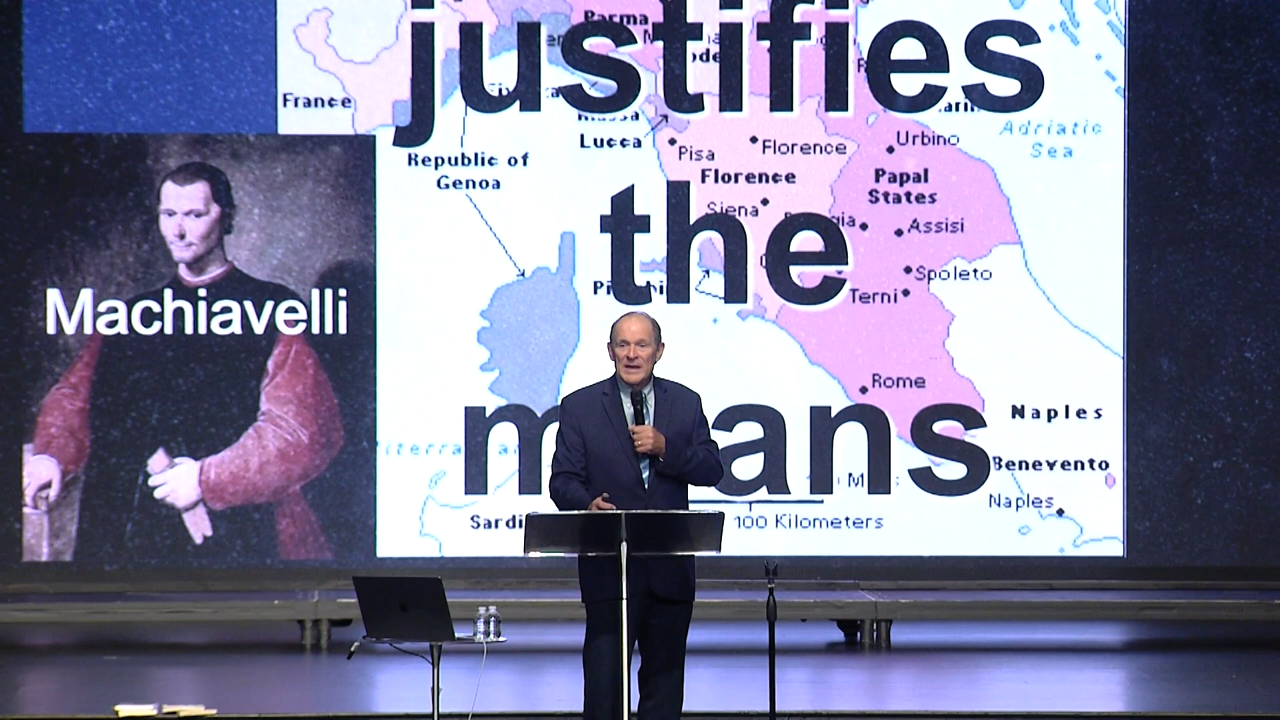 justifies
the
Machiavelli
Parma
France
Lucca
Republic of
Genoa
Pisa
Florence
Florence
Siena
Urbino
Papal
States
Assisi
Spoleto
Terni
Rome
Adriatic
Sea
Naples
Benevento
Naples
100 Kilometers